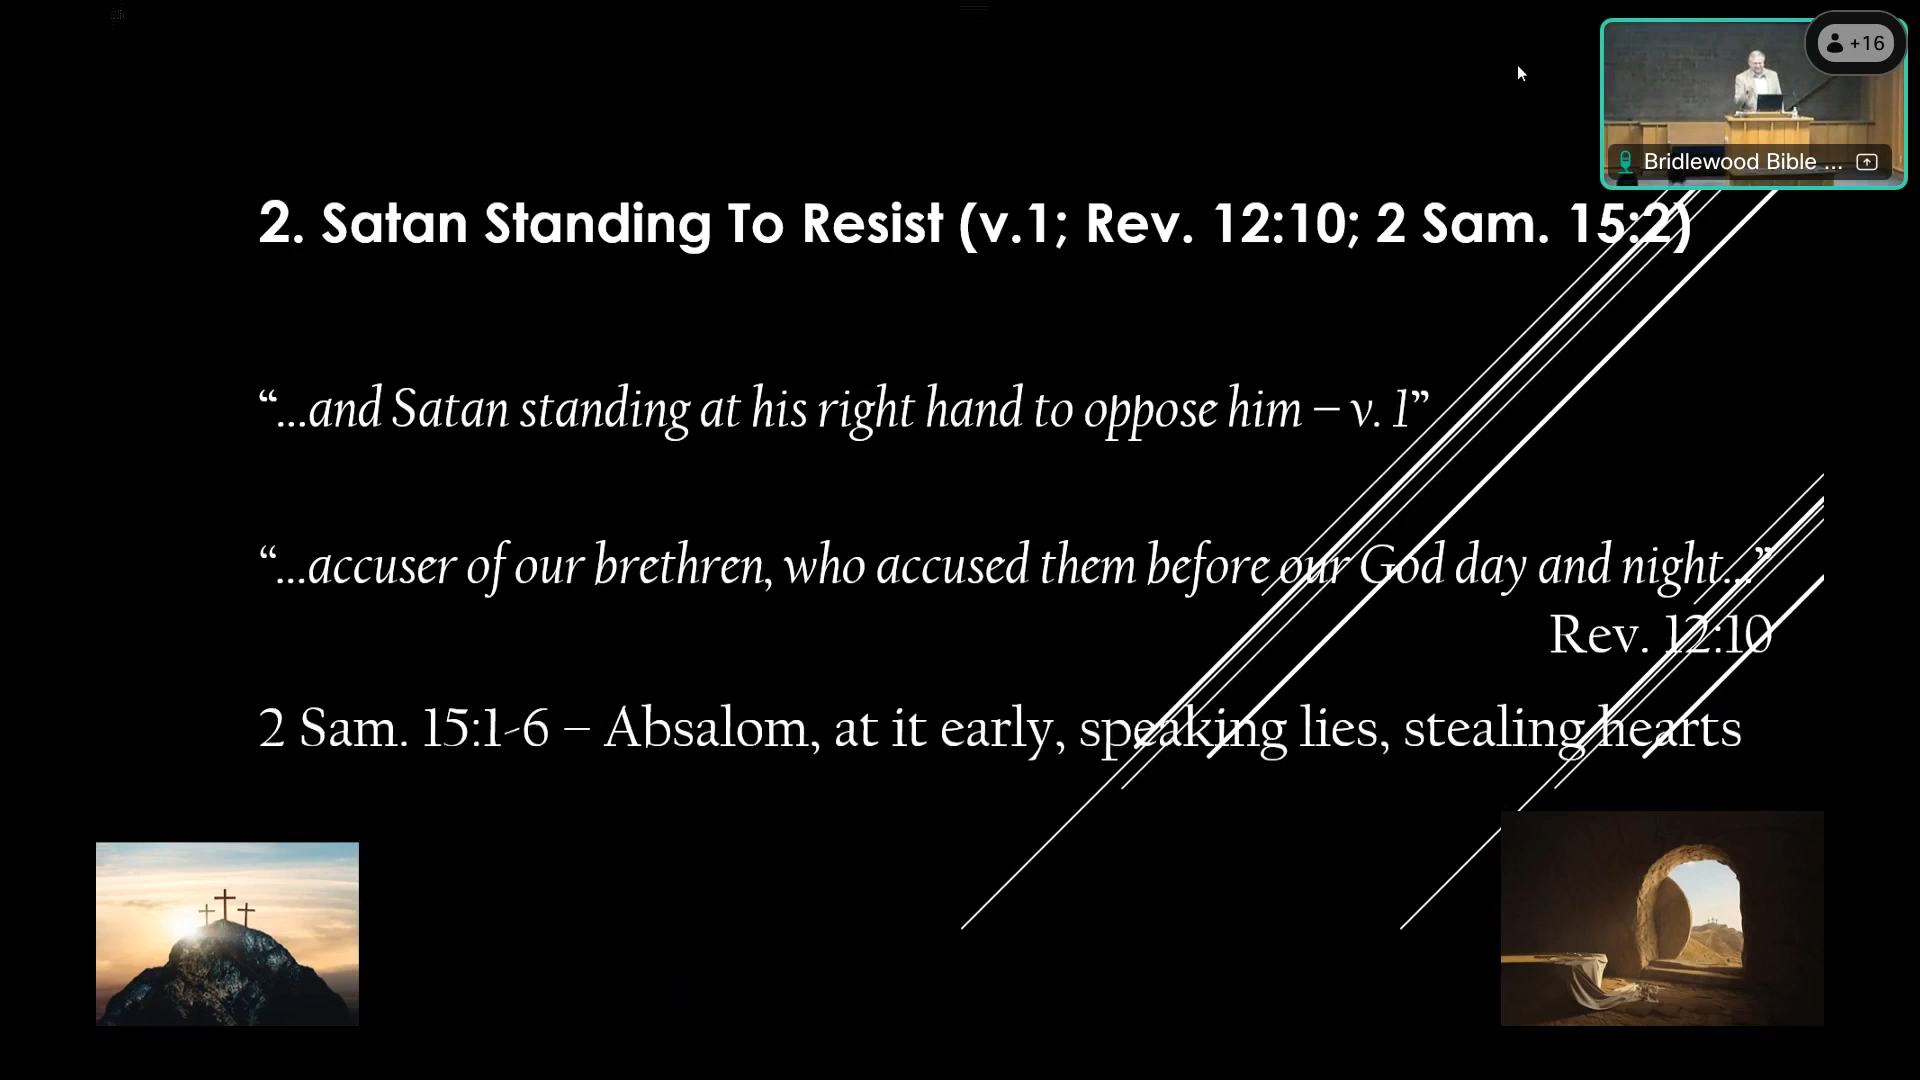 +16
Bridlewood Bible ...
2. Satan Standing To Resist (v.1; Rev. 12:10; 2 Sam. 15:2)
“...and Satan standing at his right hand to oppose him – v. 1”
“...accuser of our brethren, who accused them before our God day and night...”
Rev. 12:10
2 Sam. 15:1-6 – Absalom, at it early, speaking lies, stealing hearts